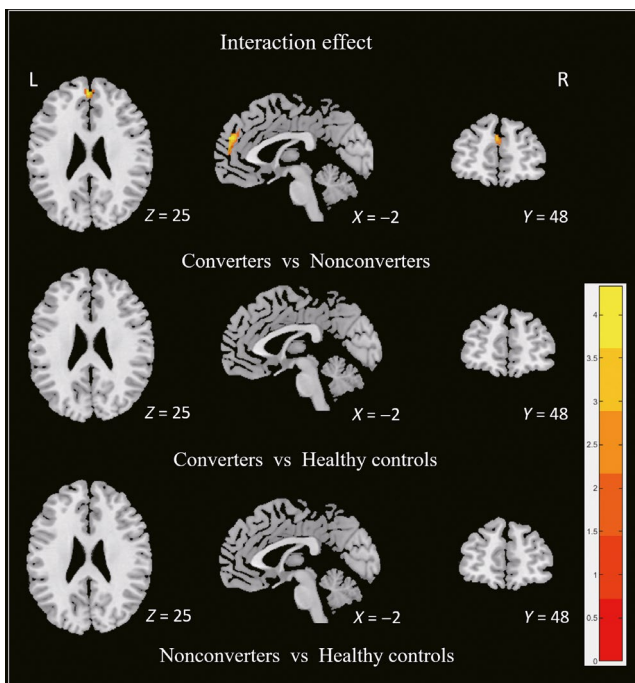 Interaction effect
L
R
Z = 25
X = −2
Y = 48
Converters vs Nonconverters
Z = 25
X = −2
Y = 48
Converters vs Healthy controls
Z = 25
X = −2
Y = 48
Nonconverters vs Healthy controls
4
3.5
3
2.5
2
1.5
1
0.5
0